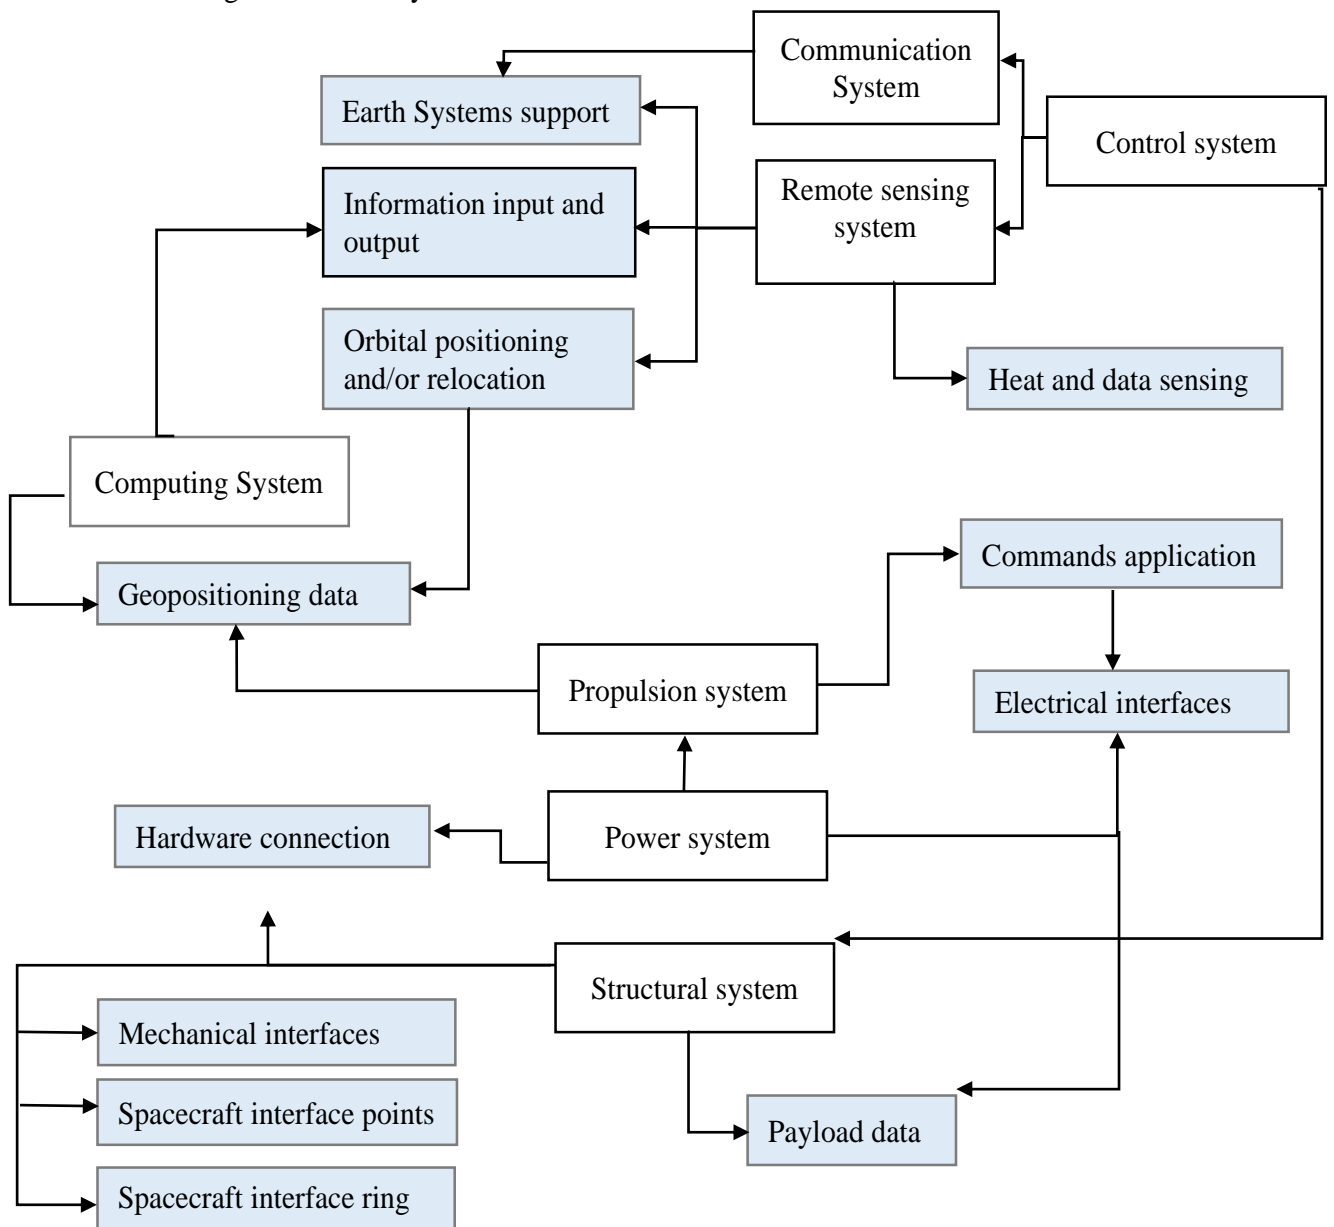 Communication
System
Earth Systems support
Control system
Information input and
output
Remote sensing
system
Orbital positioning
and/or relocation
Heat and data sensing
Computing System
Commands application
Geopositioning data
Propulsion system
Electrical interfaces
Hardware connection
Power system
Structural system
Mechanical interfaces
Spacecraft interface points
Payload data
Spacecraft interface ring